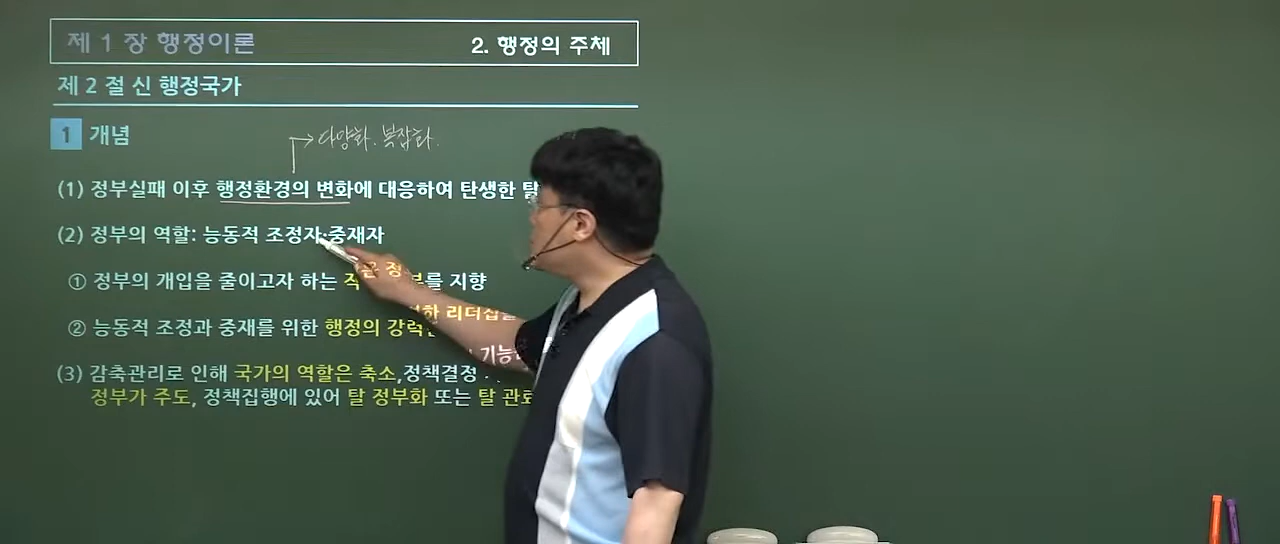 제 1 장 행정이론
2. 행정의 주체
제 2 절 신 행정국가
1 개념
다양화. 복잡화.
(1) 정부실패 이후 행정환경의 변화에 대응하여 탄생한 탈
(2) 정부의 역할: 능동적 조정자·중재자
① 정부의 개입을 줄이고자 하는 작은 정부를 지향
② 능동적 조정과 중재를 위한 행정의 강력한 리더십을
기능
(3) 감축관리로 인해 국가의 역할은 축소,정책결정
정부가 주도, 정책집행에 있어 탈 정부화 또는 탈 관료